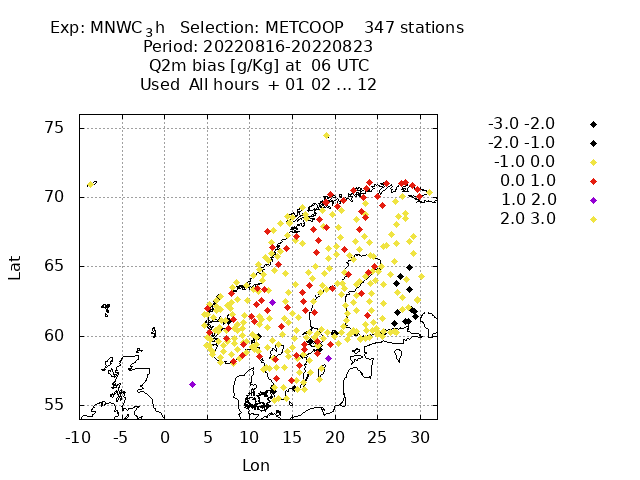 Exp: MNWC3h Selection: METCOOP 347 stations
Period: 20220816-20220823
Q2m bias [g/Kg] at 06 UTC
Used All hours + 01 02 ... 12
-3.0 -2.0
-2.0 -1.0
-1.0 0.0
0.0 1.0
1.0 2.0
2.0 3.0
75
70
65
60
55
Lat
-10 -5 0 5 10 15 20 25 30
Lon